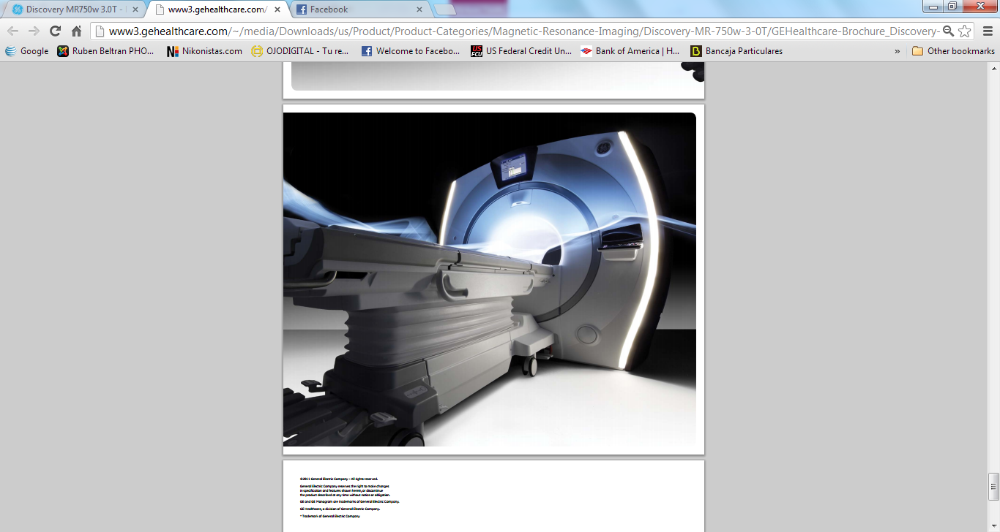 Discovery MR750w 3.0T -
www3.gehealthcare.com/
Facebook
www3.gehealthcare.com/~/media/Downloads/us/Product/Product-Categories/Magnetic-Resonance-Imaging/Discovery-MR-750w-3-0T/GEHealthcare-Brochure_Discovery-
Google
Ruben Beltran PHO...
Nikonistas.com
OJODIGITAL - Tu re...
Welcome to Facebo...
US Federal Credit Un...
Bank of America | H...
Bancaja Particulares
»
Other bookmarks
©2011 General Electric Company – All rights reserved.
General Electric Company reserves the right to make changes
in specification and features shown herein, or discontinue
the product described at any time without notice or obligation.
GE and GE Monogram are trademarks of General Electric Company.
GE Healthcare, a division of General Electric Company.
* Trademark of General Electric Company